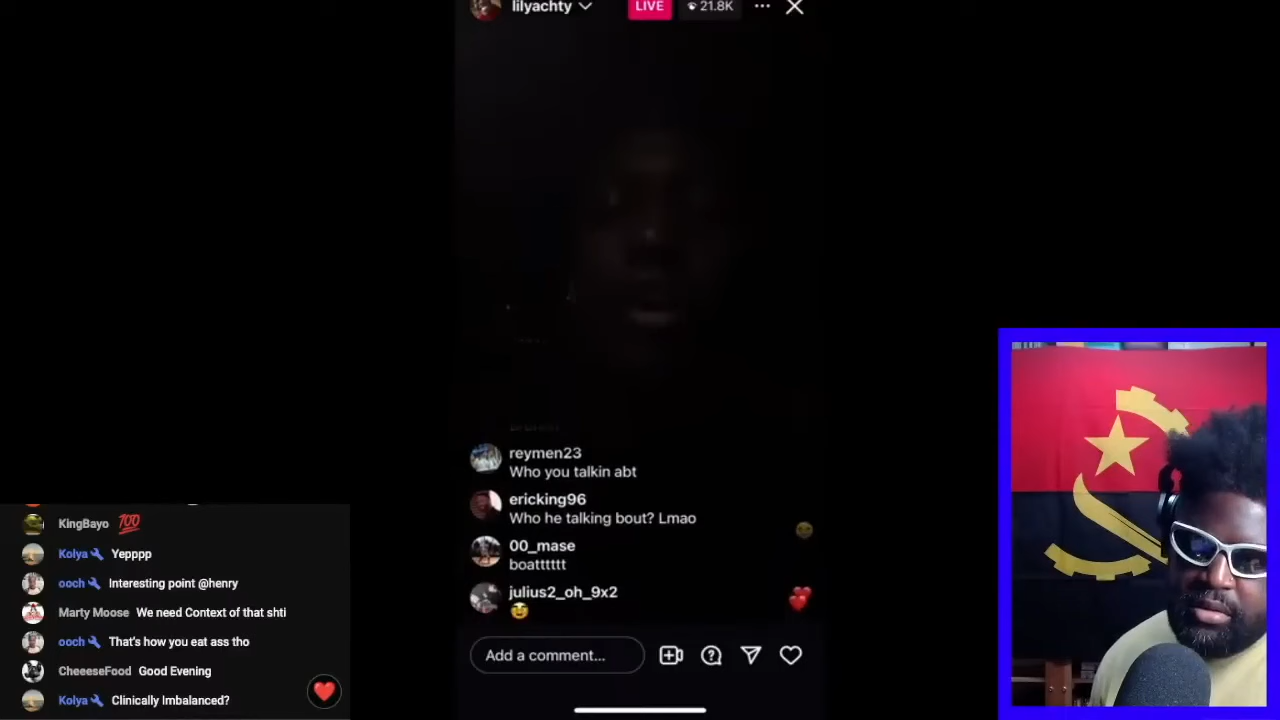 lilyachty
LIVE
21.8K
reymen23
Who you talkin abt
ericking96
Who he talking bout? Lmao
00_mase
boatttttt
julius2_oh_9x2
Add a comment...
KingBayo 💯
Kolya Yepppp
ooch Interesting point @henry
Marty Moose We need Context of that shti
ooch That's how you eat ass tho
CheeeseFood Good Evening
Kolya Clinically Imbalanced?